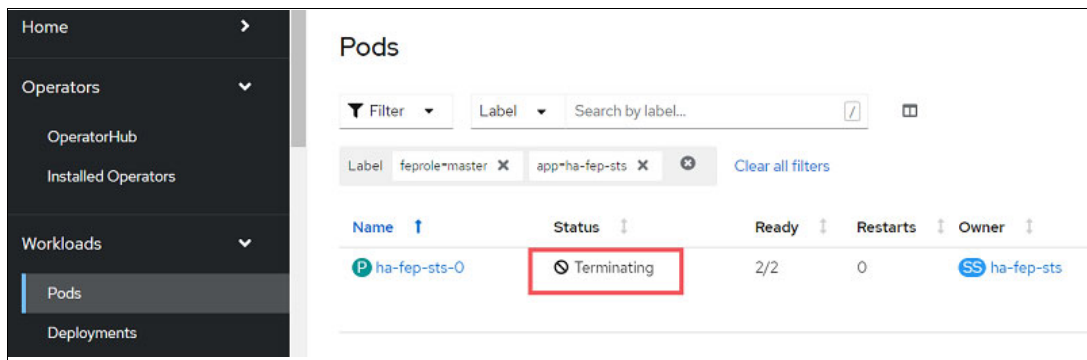 Home
Operators
OperatorHub
Installed Operators
Workloads
Pods
Deployments
Pods
Filter Label Search by label... /
Label feprole=master app=ha-fep-sts Clear all filters
Name Status Ready Restarts Owner
P ha-fep-sts-0 Terminating 2/2 0 SS ha-fep-sts